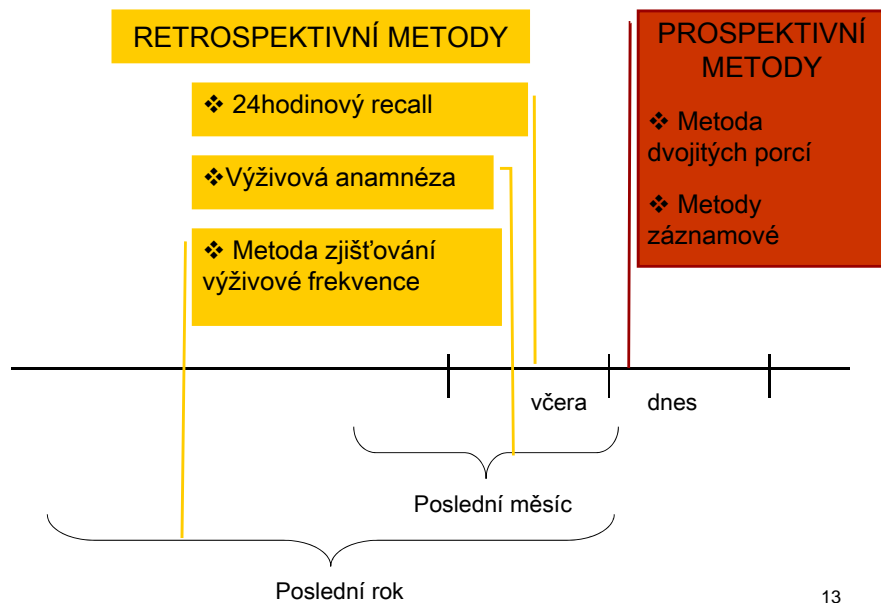 RETROSPEKTIVNÍ METODY
❖ 24hodinový recall
❖Výživová anamnéza
❖ Metoda zjišťování
výživové frekvence
PROSPEKTIVNÍ
METODY
❖ Metoda
dvojitých porcí
❖ Metody
záznamové
včera
dnes
Poslední měsíc
Poslední rok
13